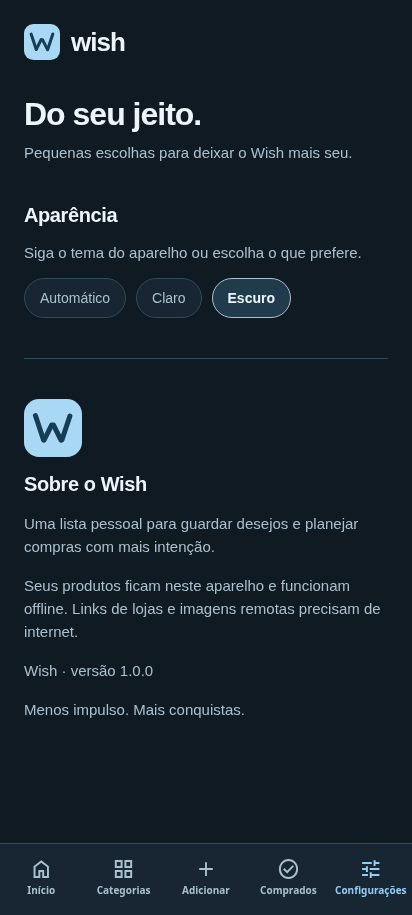 wish
Do seu jeito.
Pequenas escolhas para deixar o Wish mais seu.
Aparência
Siga o tema do aparelho ou escolha o que prefere.
Automático Claro Escuro
Sobre o Wish
Uma lista pessoal para guardar desejos e planejar
compras com mais intenção.
Seus produtos ficam neste aparelho e funcionam
offline. Links de lojas e imagens remotas precisam de
internet.
Wish · versão 1.0.0
Menos impulso. Mais conquistas.
Início Categorias Adicionar Comprados Configurações